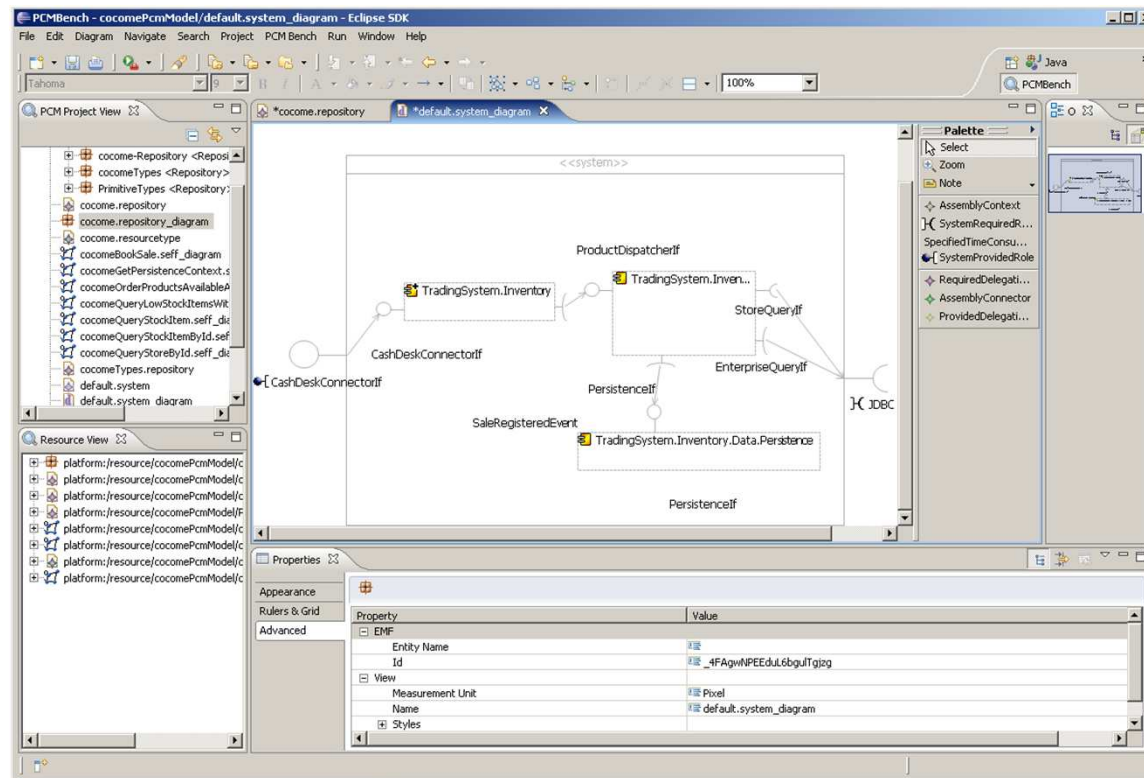 PCMBench - cocomePcmModel/default.system_diagram - Eclipse SDK
File Edit Diagram Navigate Search Project PCM Bench Run Window Help
Java
Tahoma 9 B I A 100% PCMBench
PCM Project View
cocome-Repository <Reposi
cocomeTypes <Repository>
PrimitiveTypes <Repository>
cocome.repository
cocome.repository_diagram
cocome.resourcetype
cocomeBookSale.seff_diagram
cocomeGetPersistenceContext.s
cocomeOrderProductsAvailableA
cocomeQueryLowStockItemsWit
cocomeQueryStockItem.seff_dia
cocomeQueryStockItemById.sef
cocomeQueryStoreById.seff_dia
cocomeTypes.repository
default.system
default.system_diagram
Resource View
platform:/resource/cocomePcmModel/c
platform:/resource/cocomePcmModel/c
platform:/resource/cocomePcmModel/c
platform:/resource/cocomePcmModel/F
platform:/resource/cocomePcmModel/c
platform:/resource/cocomePcmModel/c
platform:/resource/cocomePcmModel/c
platform:/resource/cocomePcmModel/c
*cocome.repository *default.system_diagram
<<system>>
ProductDispatcherIf
TradingSystem.Inventory
TradingSystem.Inven...
StoreQueryIf
CashDeskConnectorIf
EnterpriseQueryIf
CashDeskConnectorIf
PersistenceIf
JDBC
SaleRegisteredEvent
TradingSystem.Inventory.Data.Persistence
PersistenceIf
Palette
Select
Zoom
Note
AssemblyContext
SystemRequiredR...
SpecifiedTimeConsu...
SystemProvidedRole
RequiredDelegati...
AssemblyConnector
ProvidedDelegati...
O
Properties
Appearance
Rulers & Grid
Advanced
Property Value
EMF
Entity Name
Id _4FAgwNPEEduL6bgulTgjzg
View
Measurement Unit Pixel
Name default.system_diagram
Styles